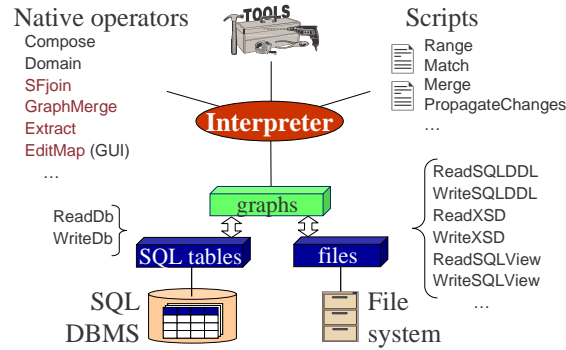 Native operators
Compose
Domain
SFjoin
GraphMerge
Extract
EditMap (GUI)
…
TOOLS
Scripts
Range
Match
Merge
PropagateChanges
…
Interpreter
graphs
ReadDb
WriteDb
SQL tables
files
ReadSQLDDL
WriteSQLDDL
ReadXSD
WriteXSD
ReadSQLView
WriteSQLView
…
SQL
DBMS
File
system